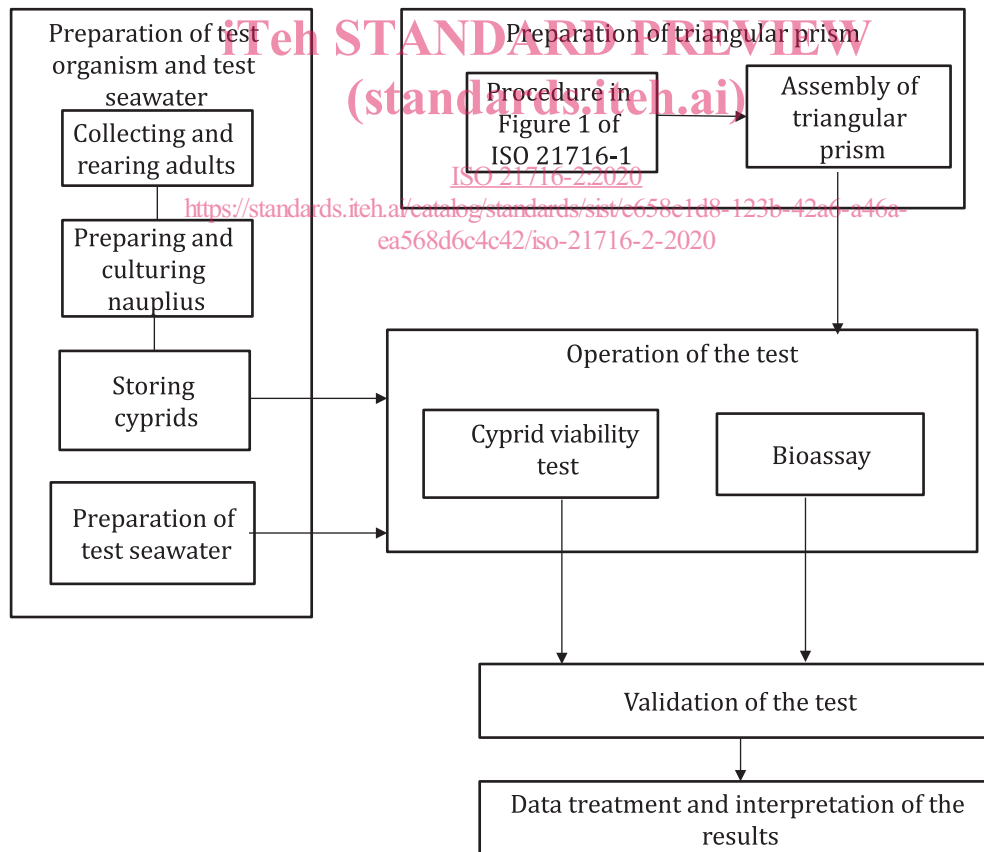 Preparation of test
organism and test
seawater
Collecting and
rearing adults
Preparing and
culturing
nauplius
Storing
cyprids
Preparation of
test seawater
iTeh STANDARD PREVIEW
(standards.iteh.ai)
ISO 21716-2:2020
https://standards.iteh.ai/catalog/standards/sist/c658e1d8-123b-42a6-a46a-
ea568d6c4c42/iso-21716-2-2020
Preparation of triangular prism
Procedure in
Figure 1 of
ISO 21716-1
Assembly of
triangular
prism
Operation of the test
Cyprid viability
test
Bioassay
Validation of the test
Data treatment and interpretation of the
results